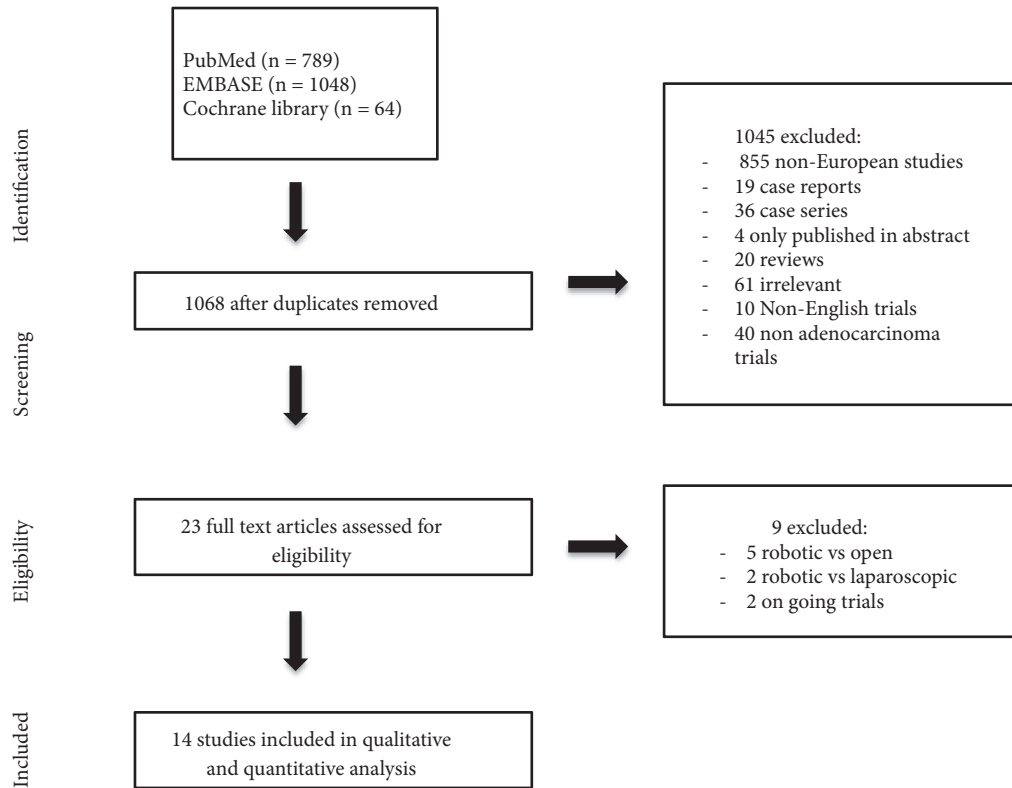 PubMed (n = 789)
EMBASE (n = 1048)
Cochrane library (n = 64)
Identification
1045 excluded:
- 855 non-European studies
- 19 case reports
- 36 case series
- 4 only published in abstract
- 20 reviews
- 61 irrelevant
- 10 Non-English trials
- 40 non adenocarcinoma
trials
1068 after duplicates removed
Screening
23 full text articles assessed for
eligibility
Eligibility
9 excluded:
- 5 robotic vs open
- 2 robotic vs laparoscopic
- 2 on going trials
14 studies included in qualitative
and quantitative analysis
Included